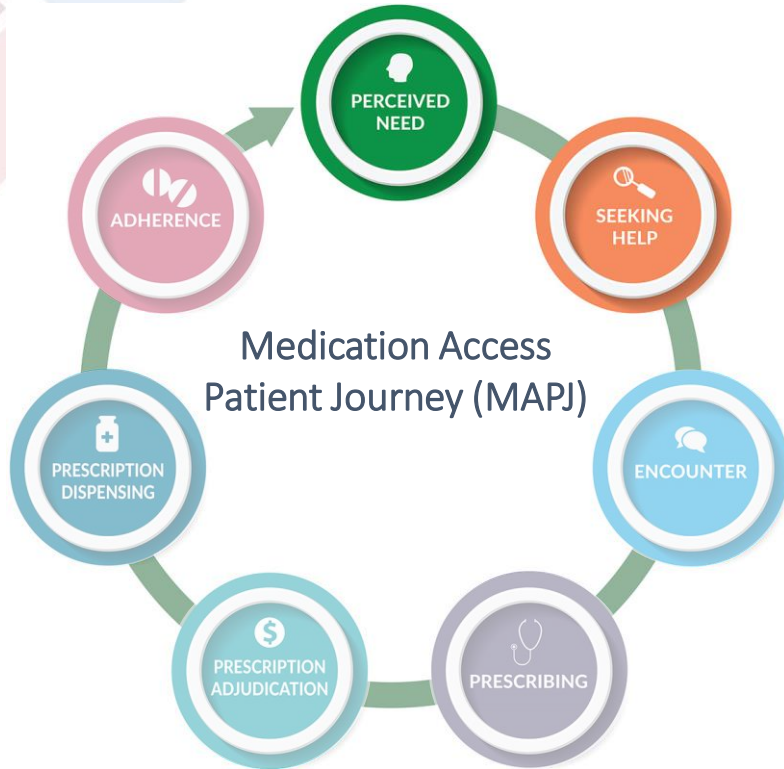 PERCEIVED
NEED
SEEKING
HELP
ENCOUNTER
PRESCRIBING
$
PRESCRIPTION
ADJUDICATION
PRESCRIPTION
DISPENSING
ADHERENCE
Medication Access
Patient Journey (MAPJ)